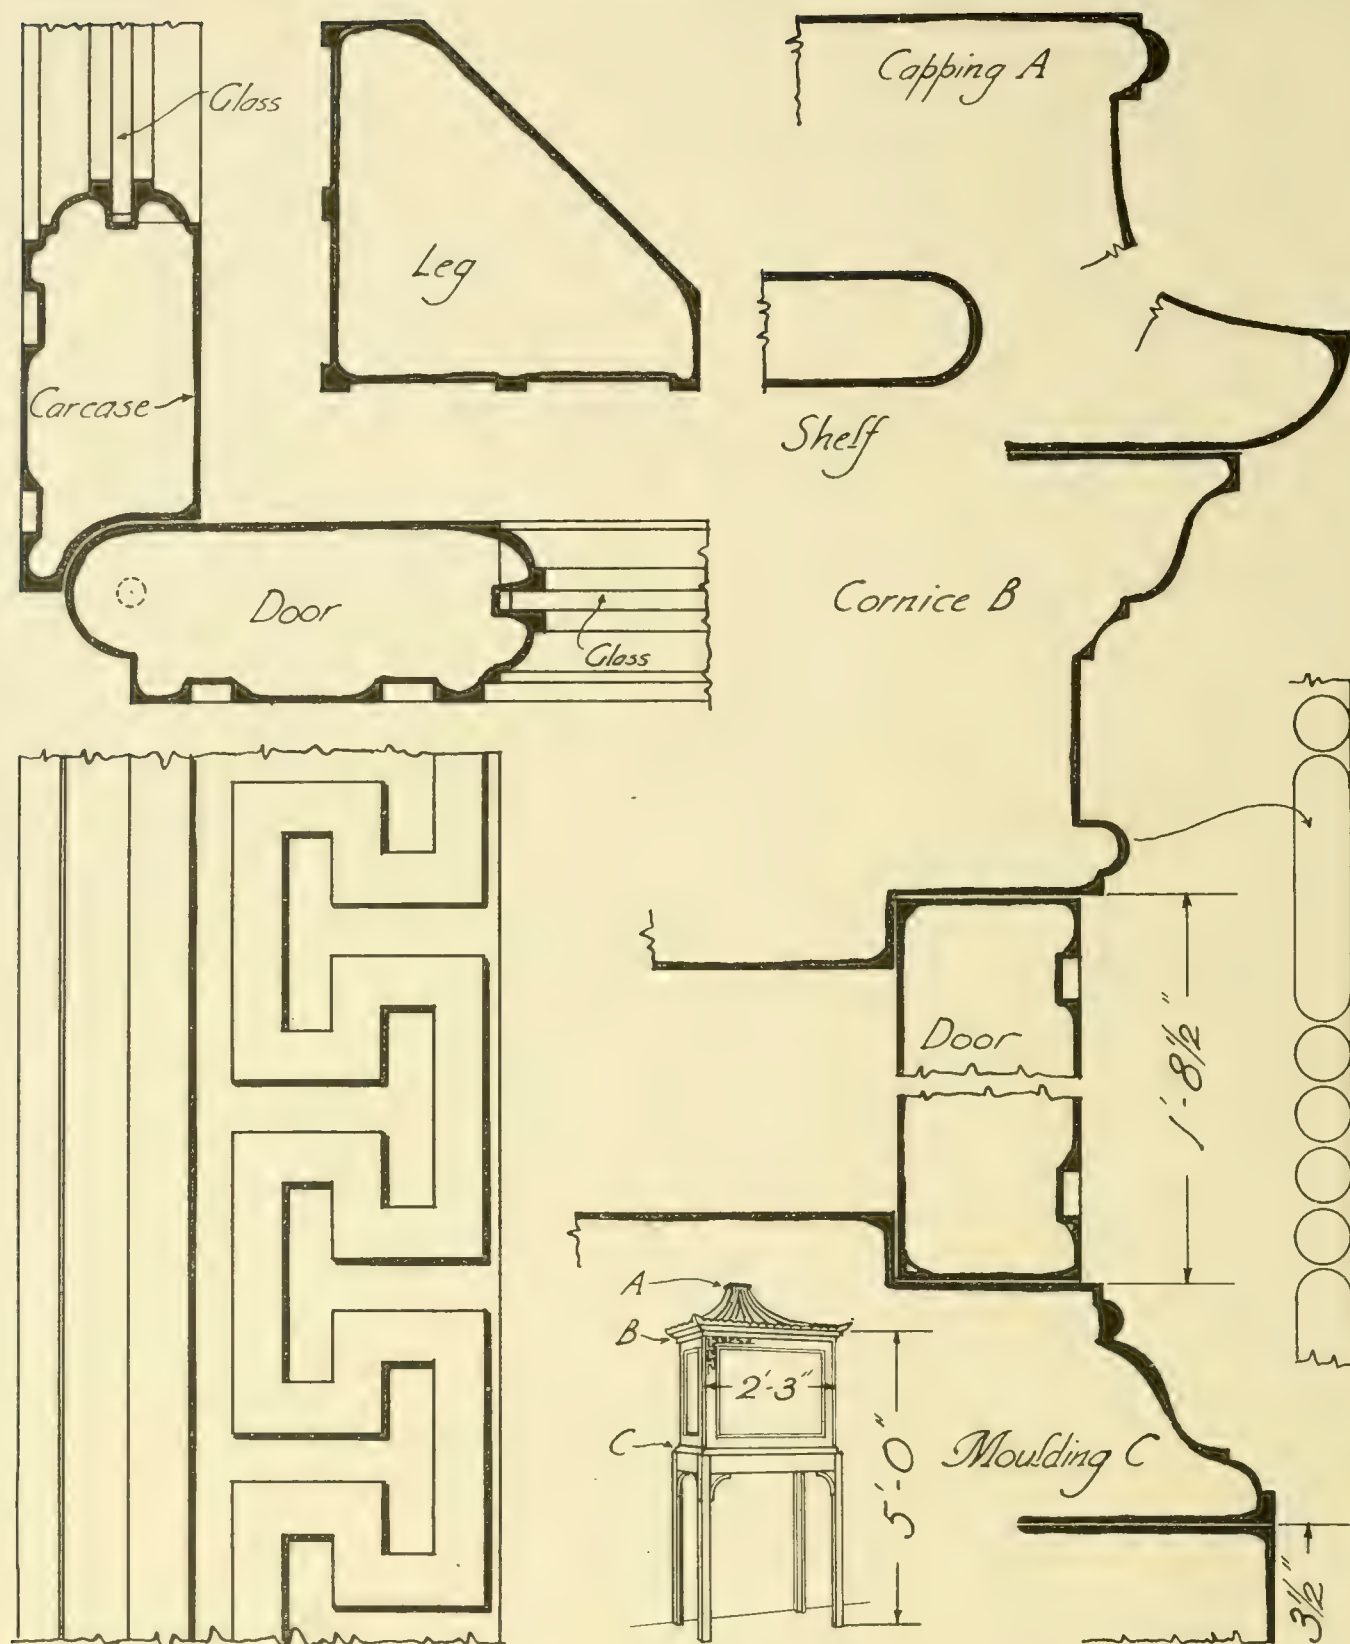 Glass
Capping A
Leg
Carcase
Shelf
Door
Glass
Cornice B
Door
1'-8½"
A
B
2'-3"
C
5'-0"
Moulding C
3½"